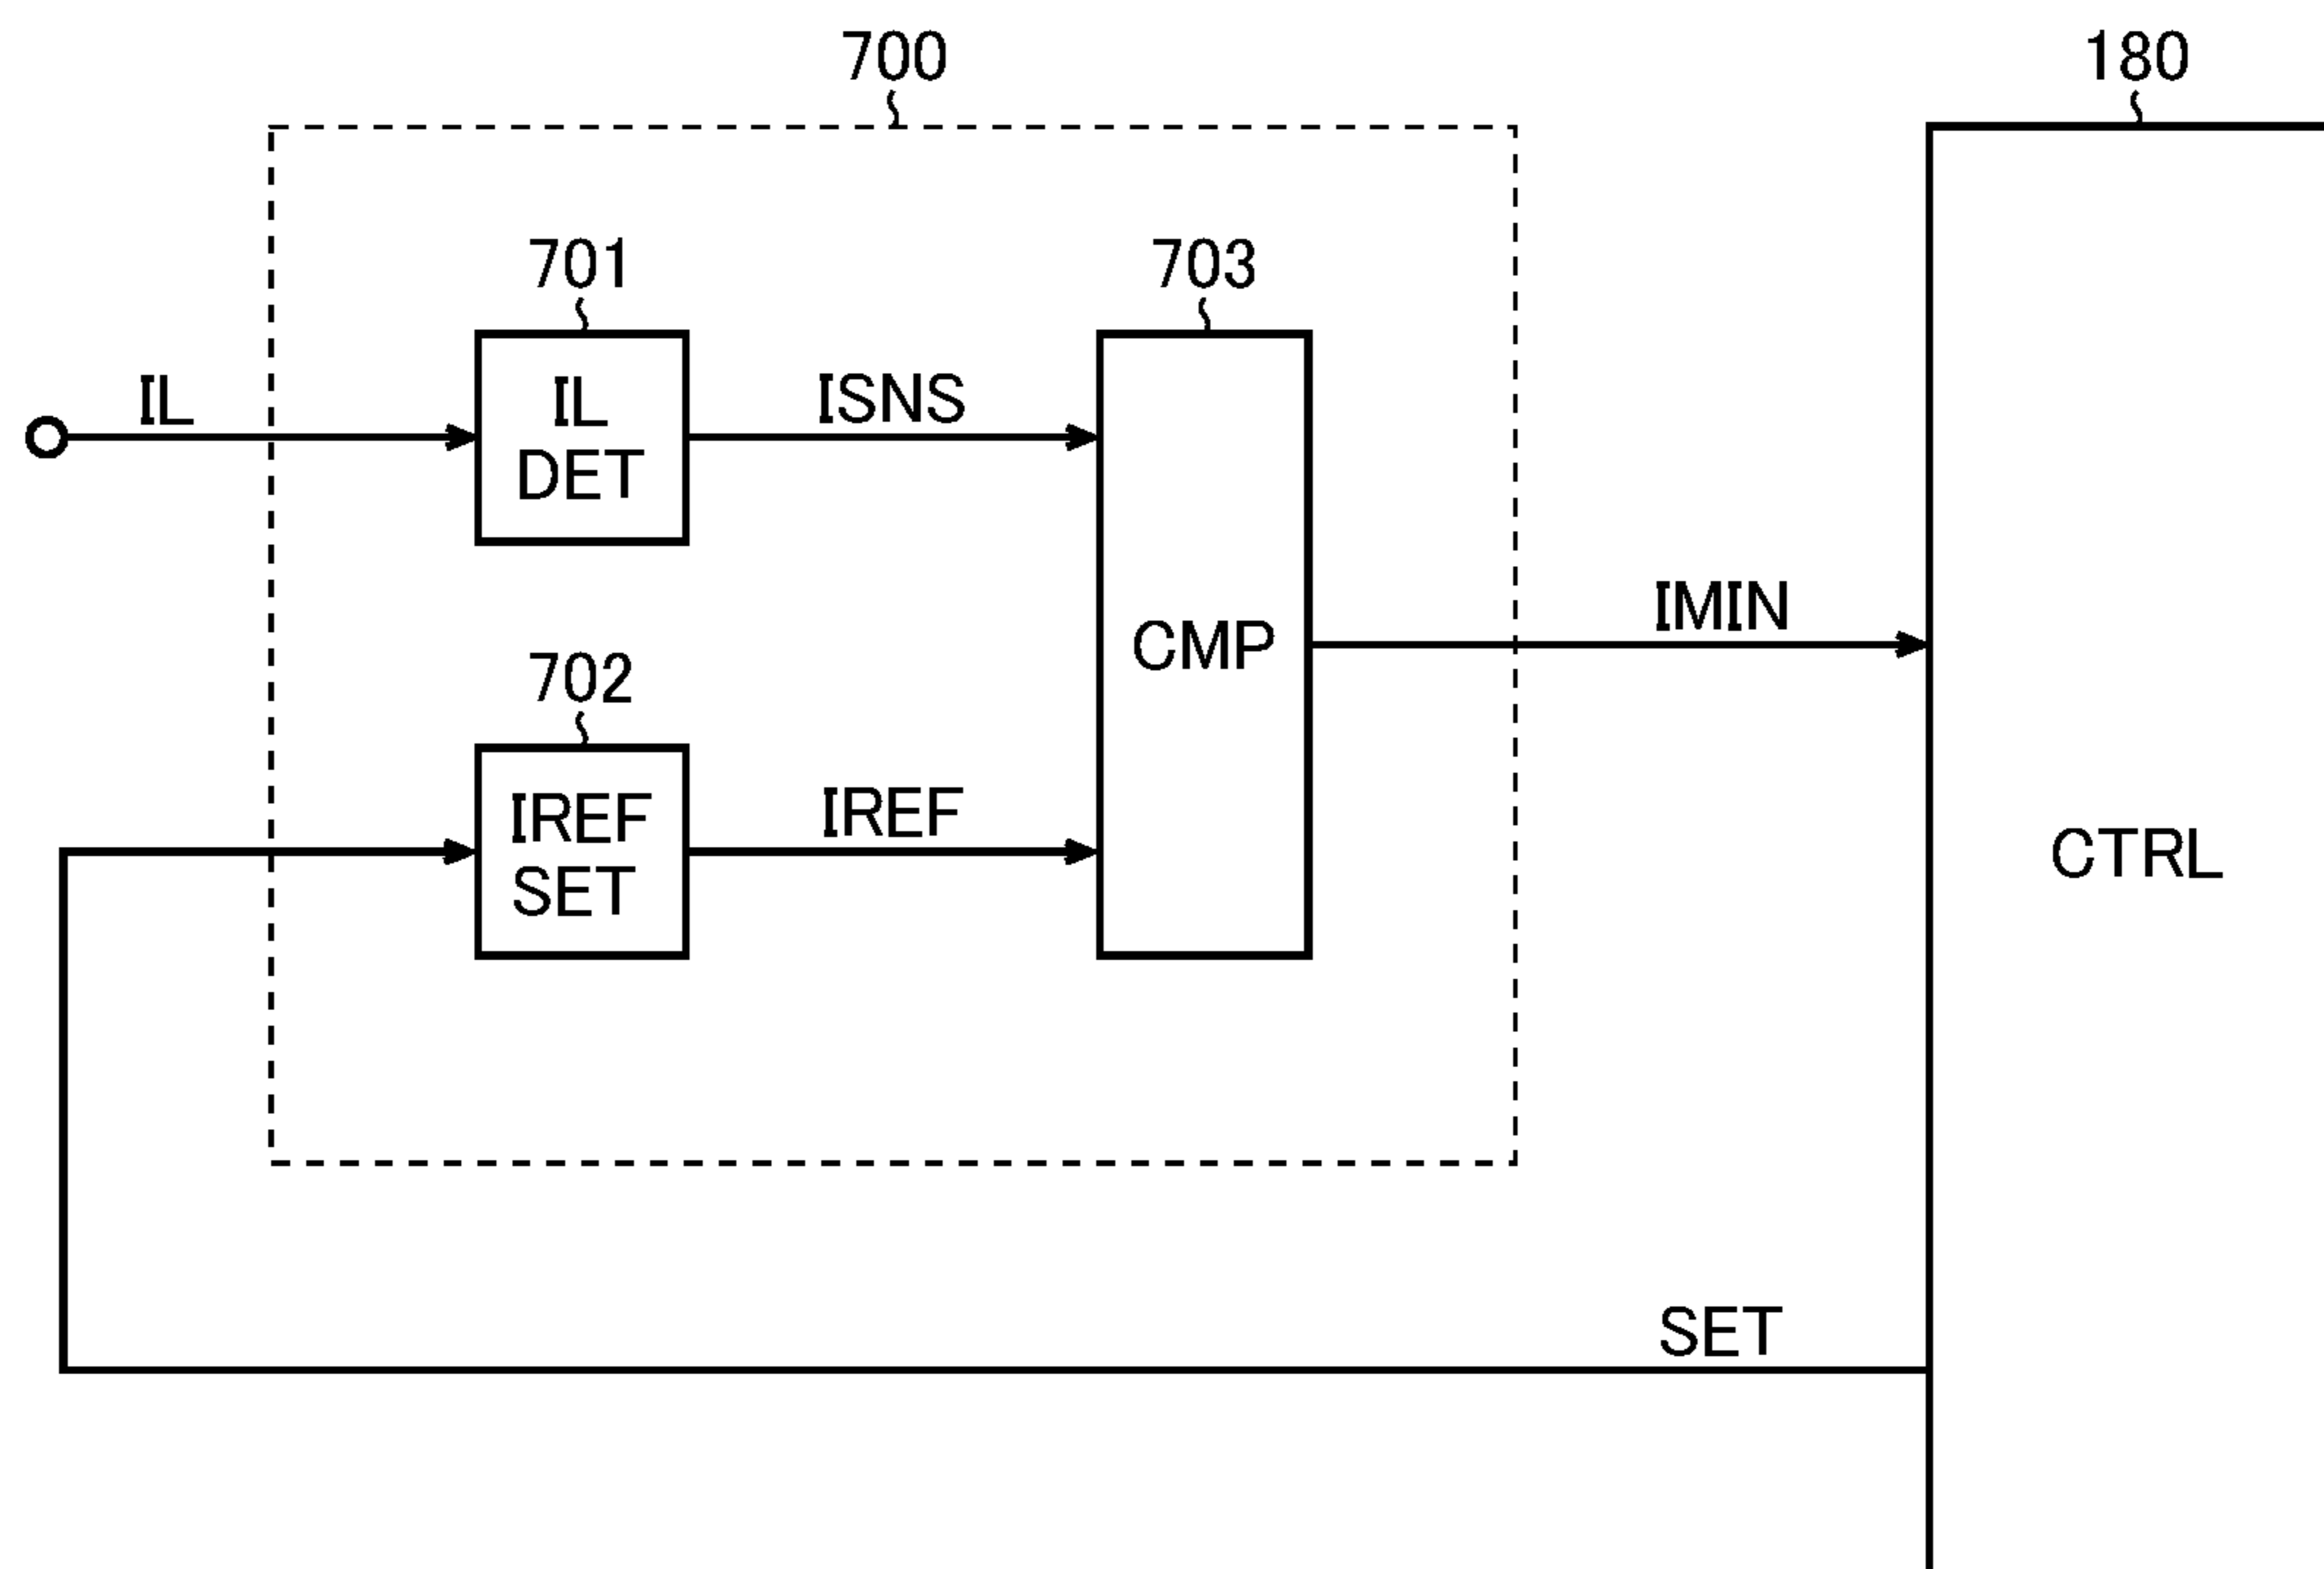 700
180
701
703
IL
IL
DET
ISNS
CMP
IMIN
702
IREF
SET
IREF
CTRL
SET